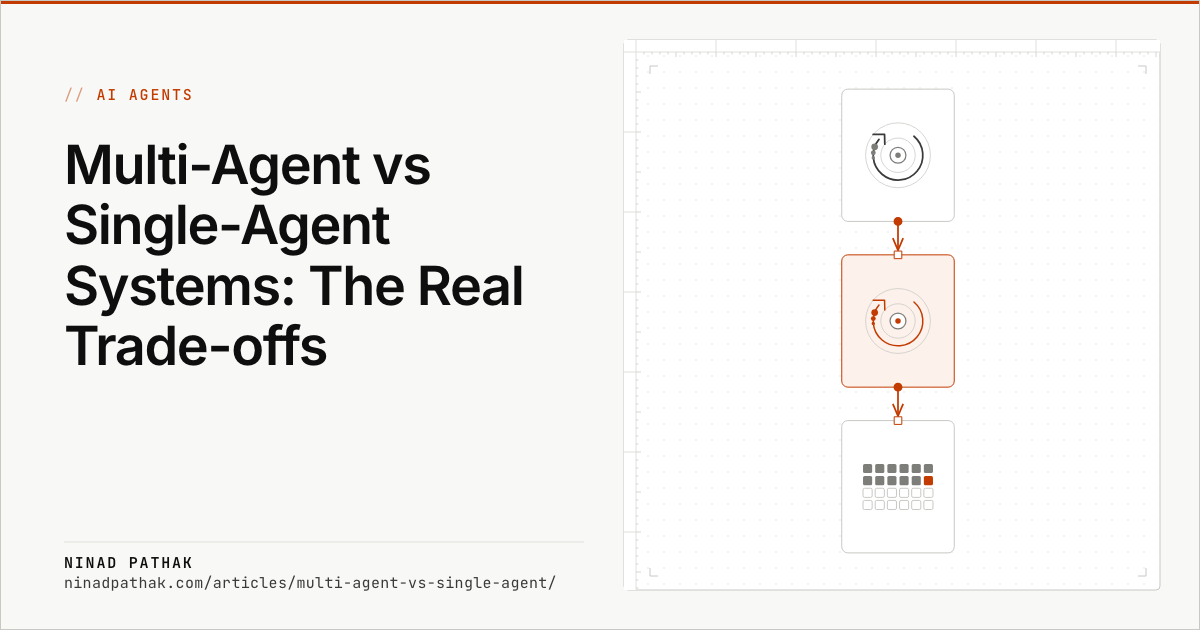 // AI AGENTS
Multi-Agent vs
Single-Agent
Systems: The Real
Trade-offs
NINAD PATHAK
ninadpathak.com/articles/multi-agent-vs-single-agent/